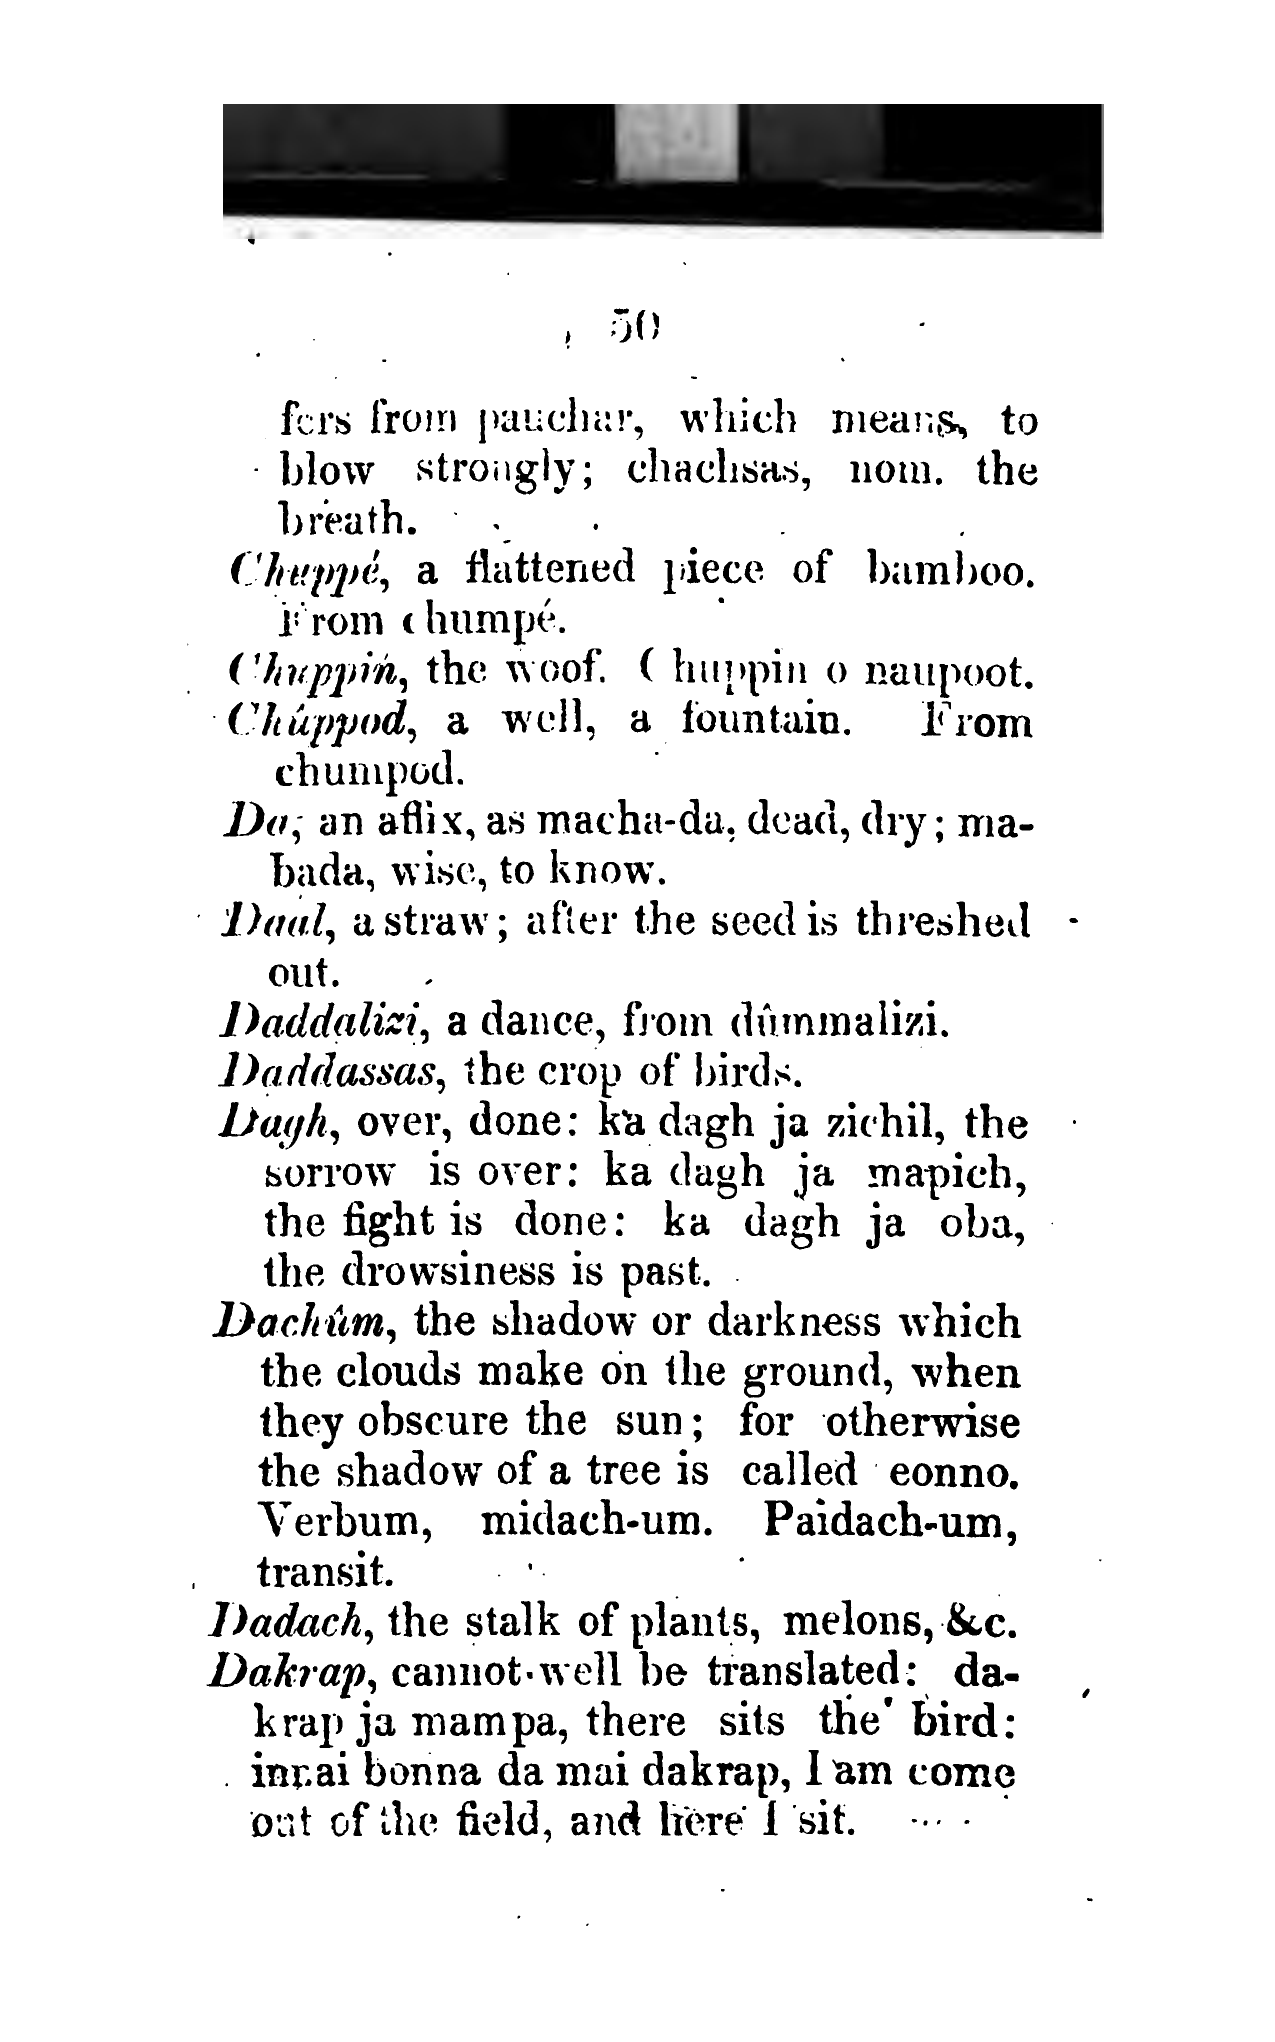 50
fers from pauchar, which means, to
blow strongly; chachsas, nom. the
breath.
Chuppé, a flattened piece of bamboo.
From chumpé.
Chuppin, the woof. Chuppin o naupoot.
Chûppod, a well, a fountain. From
chumpod.
Da, an affix, as macha-da, dead, dry; ma-
bada, wise, to know.
Daál, a straw; after the seed is threshed
out.
Daddalizi, a dance, from dûmmalizi.
Daddassas, the crop of birds.
Dagh, over, done: ka dagh ja zichil, the
sorrow is over: ka dagh ja mapich,
the fight is done: ka dagh ja oba,
the drowsiness is past.
Dachûm, the shadow or darkness which
the clouds make on the ground, when
they obscure the sun; for otherwise
the shadow of a tree is called eonno.
Verbum, midach-um. Paidach-um,
transit.
Dadach, the stalk of plants, melons, &c.
Dakrap, cannot well be translated: da-
krap ja mampa, there sits the bird:
innai bonna da mai dakrap, I am come
out of the field, and here I sit.